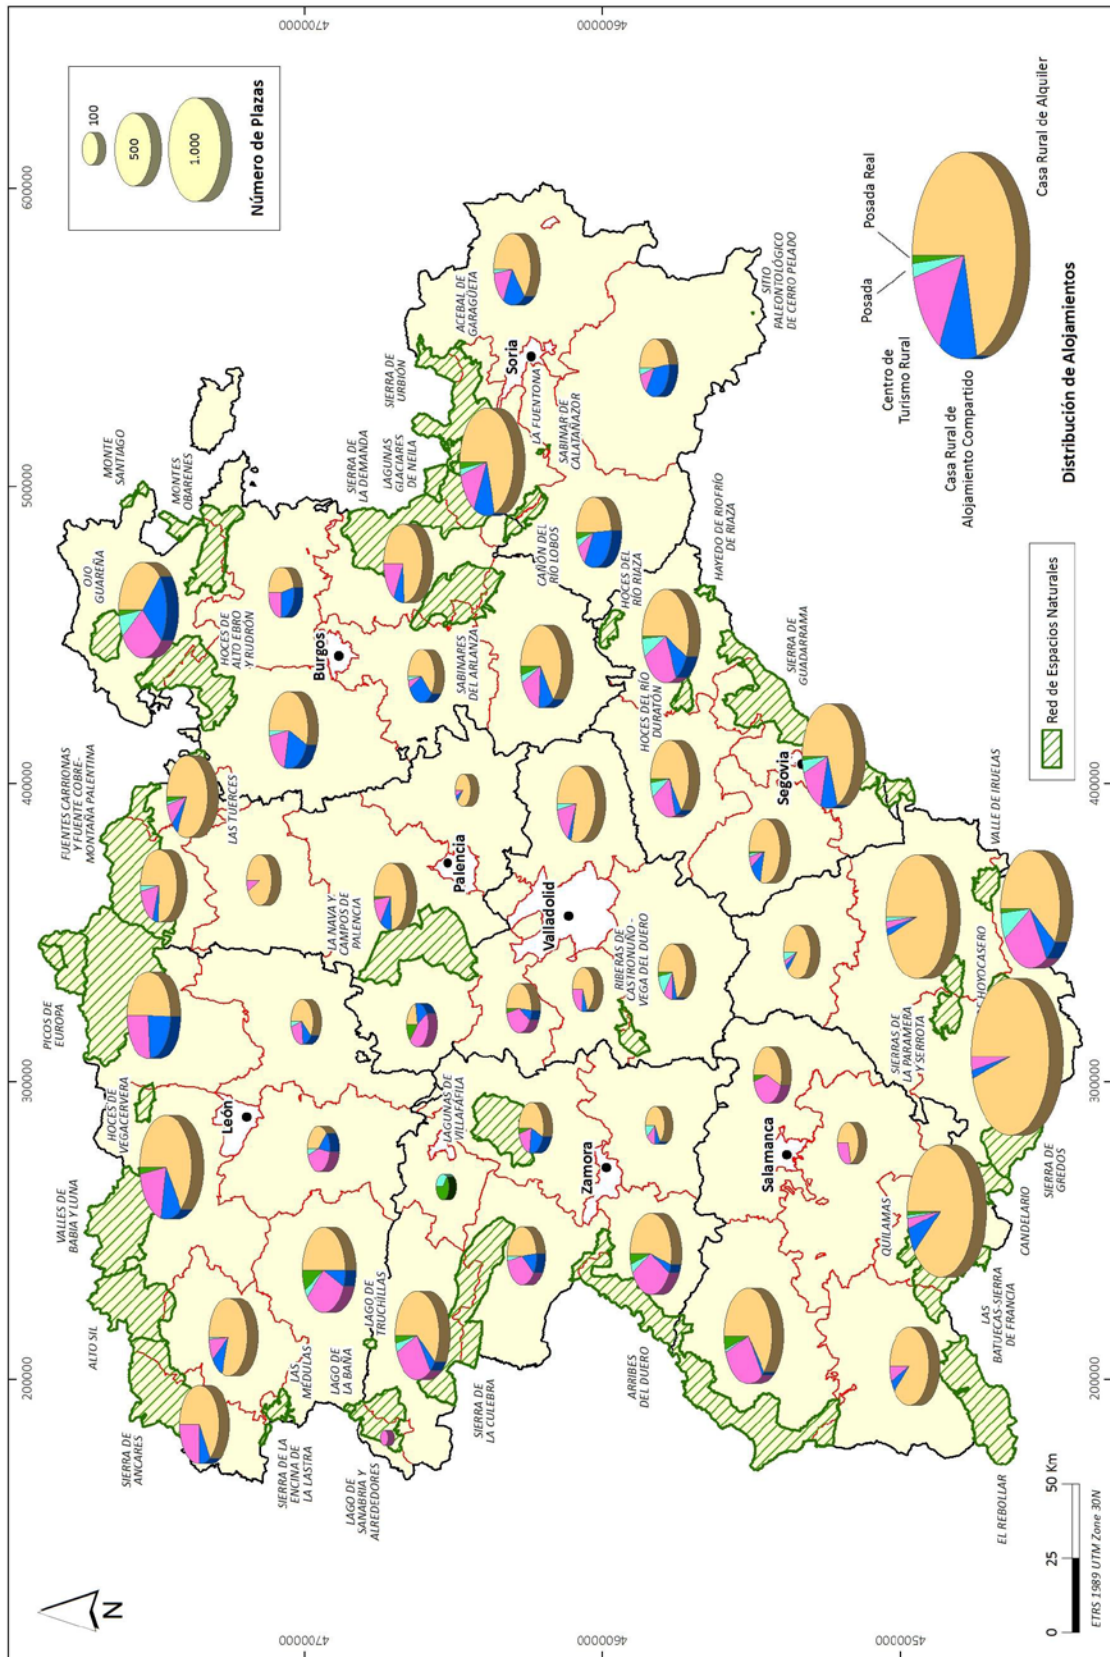 200000
300000
400000
500000
600000
4700000
4600000
4500000
4700000
4600000
N
100
500
1.000
Número de Plazas
PICOS DE
EUROPA
FUENTES CARRIONAS
Y FUENTE COBRE-
MONTAÑA PALENTINA
LAS TUERCES
OJO
GUAREÑA
MONTE
SANTIAGO
MONTES
OBARENES
HOCES DE
ALTO EBRO
Y RUDRÓN
VALLES DE
BABIA Y LUNA
HOCES DE
VEGACERVERA
ALTO SIL
SIERRA DE
ANCARES
León
Burgos
SIERRA DE
LA DEMANDA
LAGUNAS
GLACIARES
DE NEILA
SIERRA DE
URBIÓN
ACEBAL DE
GARAGÜETA
LAS
MÉDULAS
SIERRA DE LA
ENCINA DE
LA LASTRA
LAGO DE
LA BAÑA
LAGO DE
TRUCHILLAS
LAGO DE
SANABRIA Y
ALREDEDORES
SIERRA DE
LA CULEBRA
LAGUNAS DE
VILLAFÁFILA
LA NAVA Y
CAMPOS DE
PALENCIA
Palencia
SABINARES
DEL ARLANZA
CAÑÓN DEL
RÍO LOBOS
Soria
LA FUENTONA
SABINAR DE
CALATAÑAZOR
SITIO
PALEONTOLÓGICO
DE CERRO PELADO
Valladolid
Zamora
RIBERAS DE
CASTRONUÑO -
VEGA DEL DUERO
HOCES DEL
RÍO RIAZA
HOCES DEL RÍO
DURATÓN
HAYEDO DE RIOFRÍO
DE RIAZA
SIERRA DE
GUADARRAMA
Segovia
ARRIBES
DEL DUERO
Salamanca
QUILAMAS
SIERRAS DE
LA PARAMERA
Y SERROTA
VALLE DE IRUELAS
HOYOCASERO
LAS
BATUECAS-SIERRA
DE FRANCIA
CANDELARIO
SIERRA DE
GREDOS
EL REBOLLAR
Red de Espacios Naturales
Posada Real
Posada
Centro de
Turismo Rural
Casa Rural de
Alojamiento Compartido
Casa Rural de Alquiler
Distribución de Alojamientos
0 25 50 Km
ETRS 1989 UTM Zone 30N